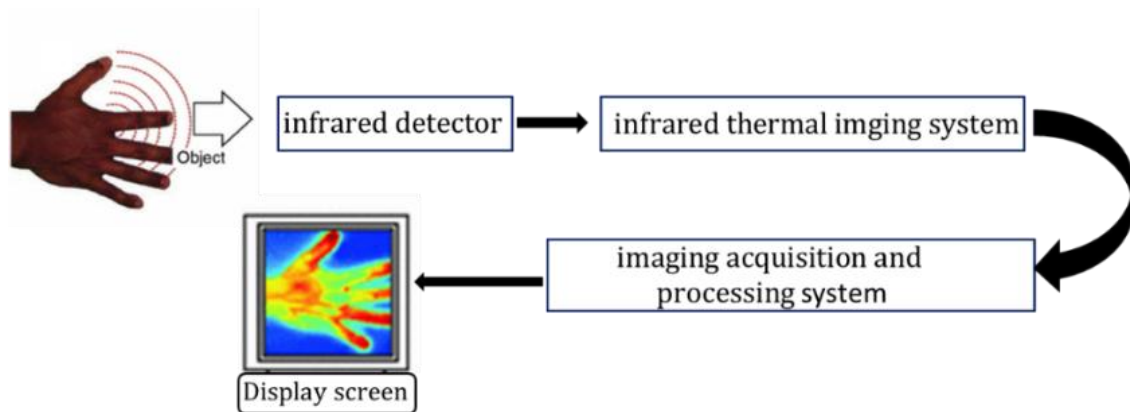 Object
infrared detector
infrared thermal imging system
imaging acquisition and
processing system
Display screen